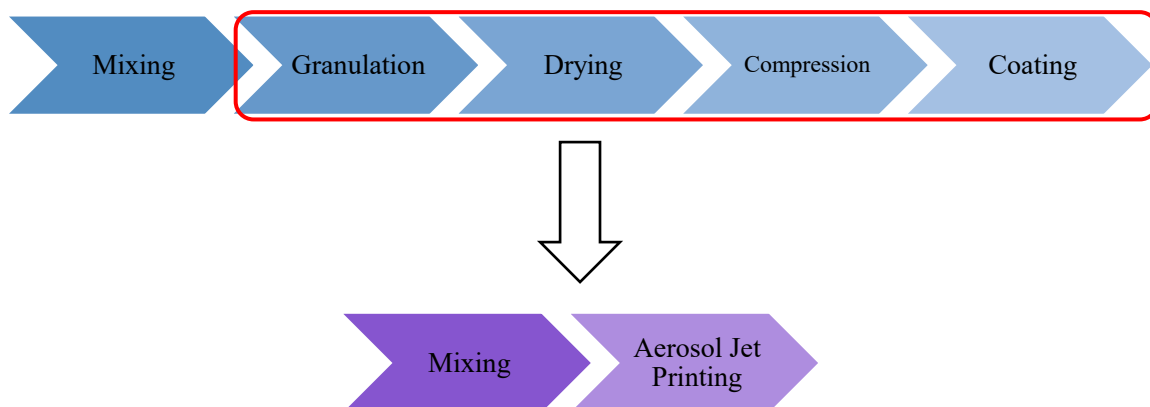 Mixing
Granulation
Drying
Compression
Coating
Mixing
Aerosol Jet
Printing